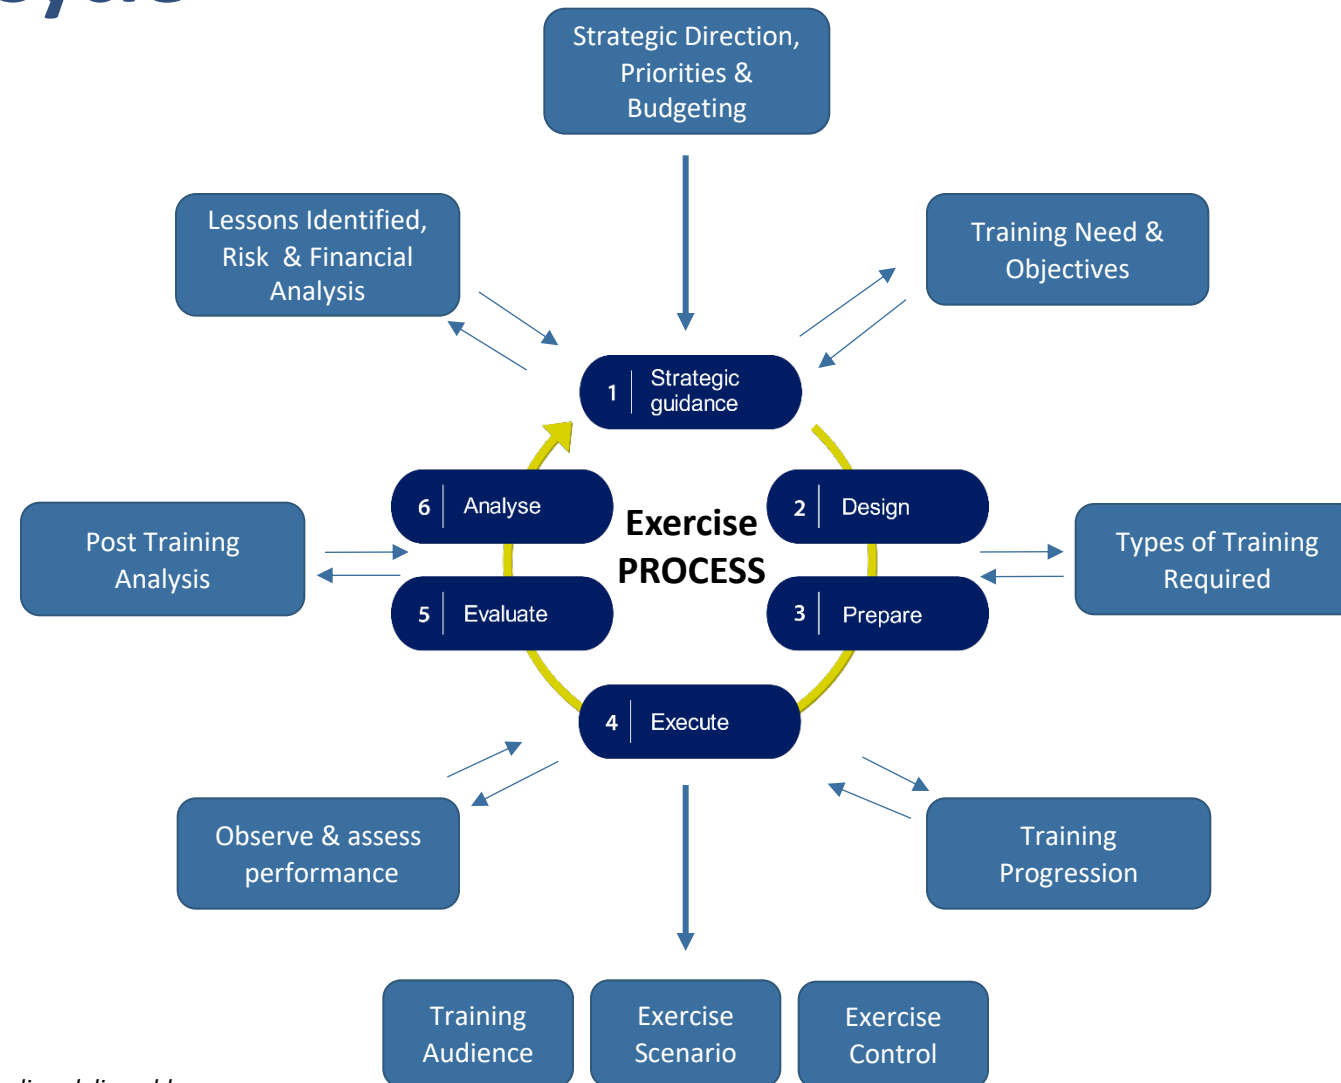 Strategic Direction,
Priorities &
Budgeting
Lessons Identified,
Risk & Financial
Analysis
Training Need &
Objectives
1 Strategic
guidance
6 Analyse
2 Design
Exercise
PROCESS
Post Training
Analysis
Types of Training
Required
5 Evaluate
3 Prepare
4 Execute
Observe & assess
performance
Training
Progression
Training
Audience
Exercise
Scenario
Exercise
Control